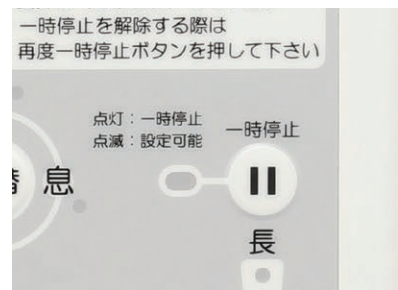 一時停止を解除する際は
再度一時停止ボタンを押して下さい
点灯：一時停止
点滅：設定可能
一時停止
息
長